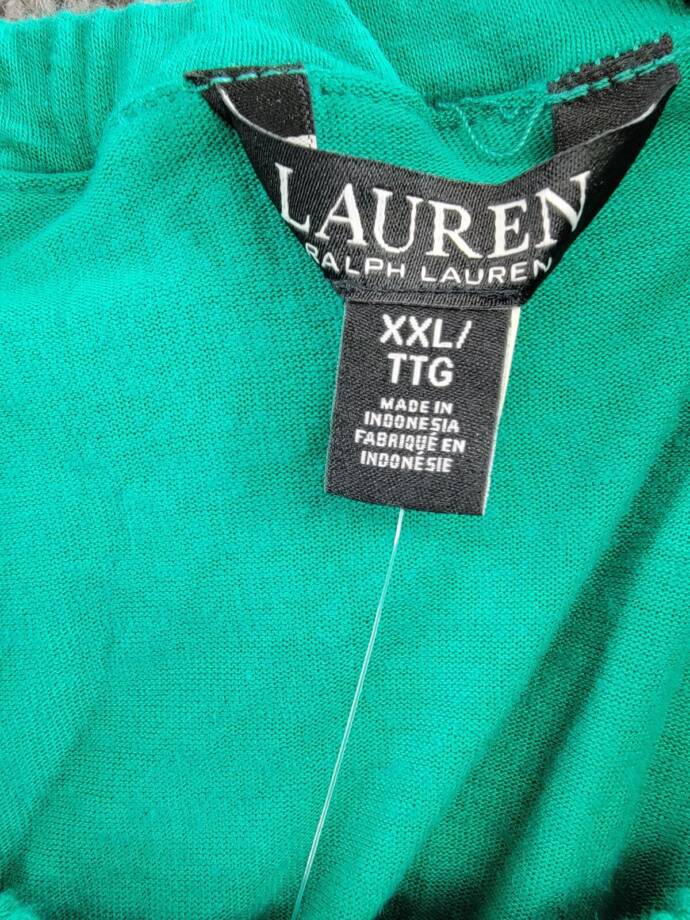 LAUREN
RALPH LAUREN
XXL/
TTG
MADE IN
INDONESIA
FABRIQUÉ EN
INDONÉSIE